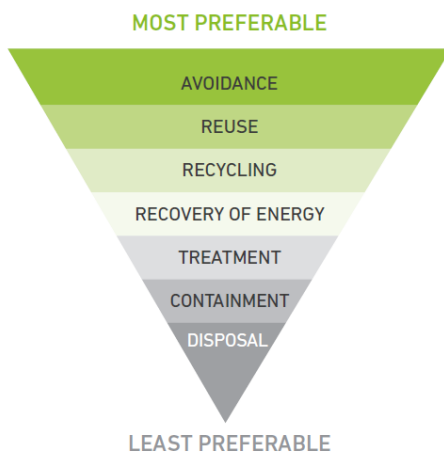 MOST PREFERABLE
AVOIDANCE
REUSE
RECYCLING
RECOVERY OF ENERGY
TREATMENT
CONTAINMENT
DISPOSAL
LEAST PREFERABLE